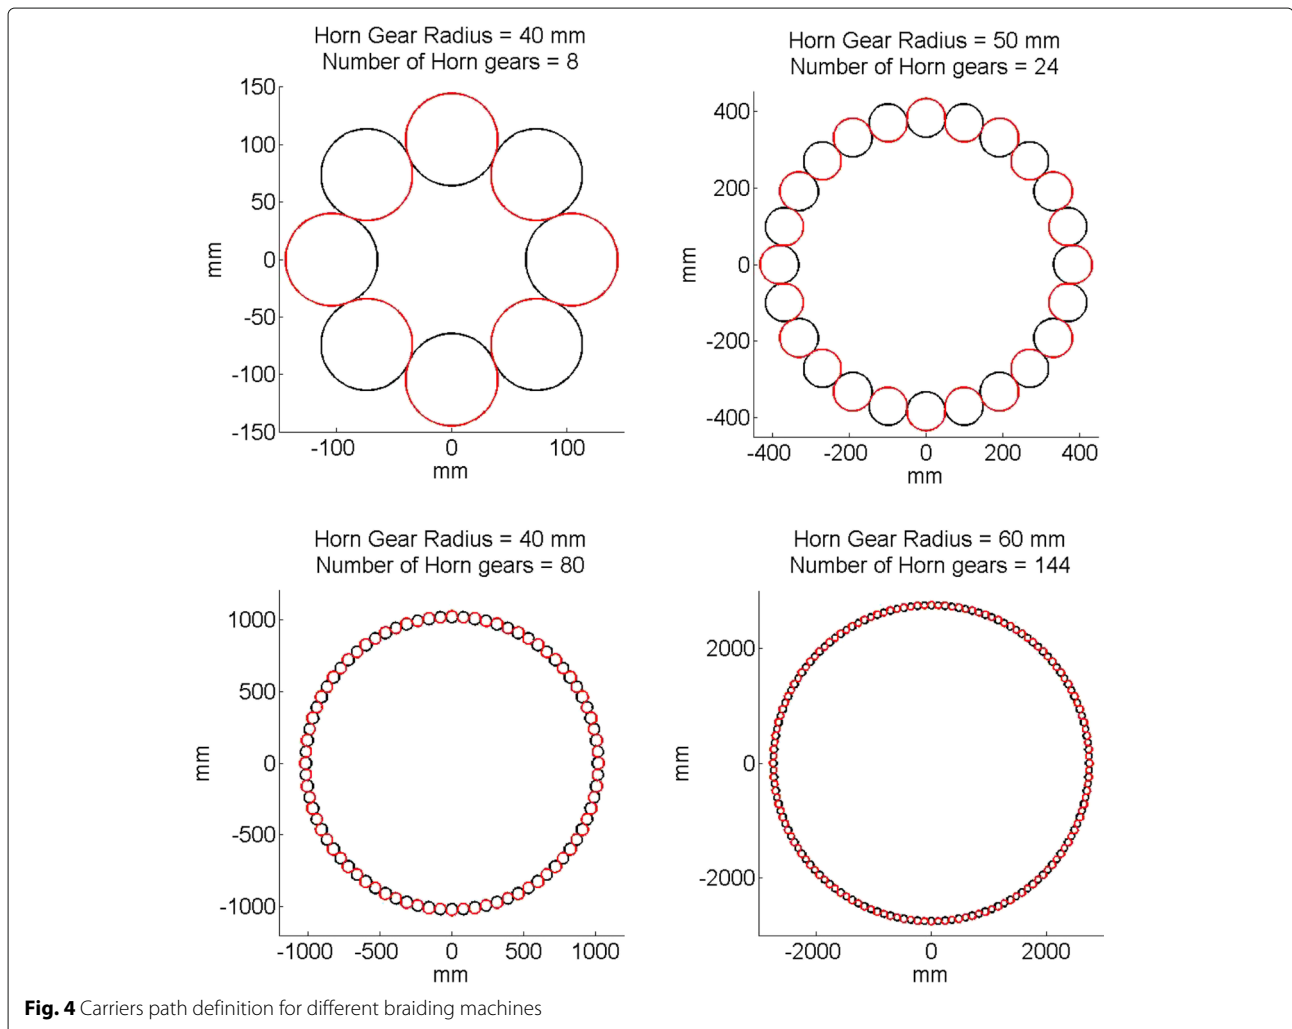 Horn Gear Radius = 40 mm
Number of Horn gears = 8
150
100
50
0
-50
-100
-150
mm
-100 0 100
mm
Horn Gear Radius = 50 mm
Number of Horn gears = 24
400
200
0
-200
-400
mm
-400 -200 0 200 400
mm
Horn Gear Radius = 40 mm
Number of Horn gears = 80
1000
500
0
-500
-1000
mm
-1000 -500 0 500 1000
mm
Horn Gear Radius = 60 mm
Number of Horn gears = 144
2000
0
-2000
mm
-2000 0 2000
mm
Fig. 4 Carriers path definition for different braiding machines